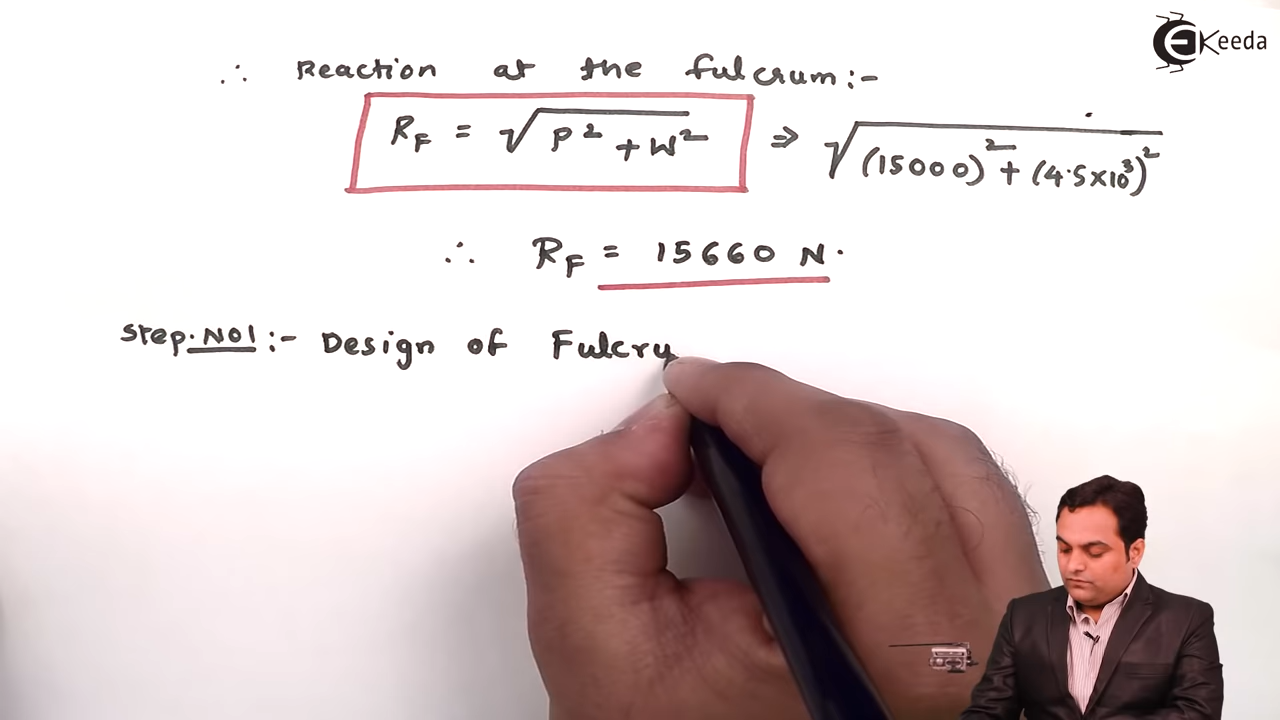 EKeeda
∴ Reaction at the fulcrum:-
R_F = √(P² + W²) ⇒ √((15000)² + (4.5×10³)²)
∴ R_F = 15660 N.
Step.No1:- Design of Fulcru